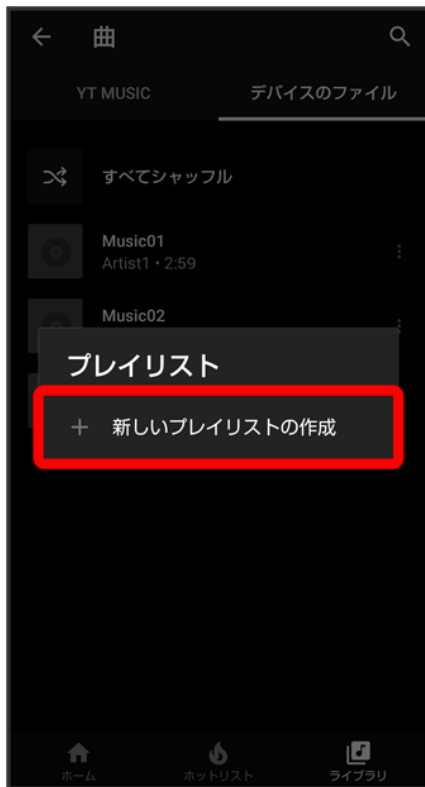 曲
YT MUSIC デバイスのファイル
すべてシャッフル
Music01
Artist1 • 2:59
Music02
プレイリスト
+ 新しいプレイリストの作成
ホーム ホットリスト ライブラリ